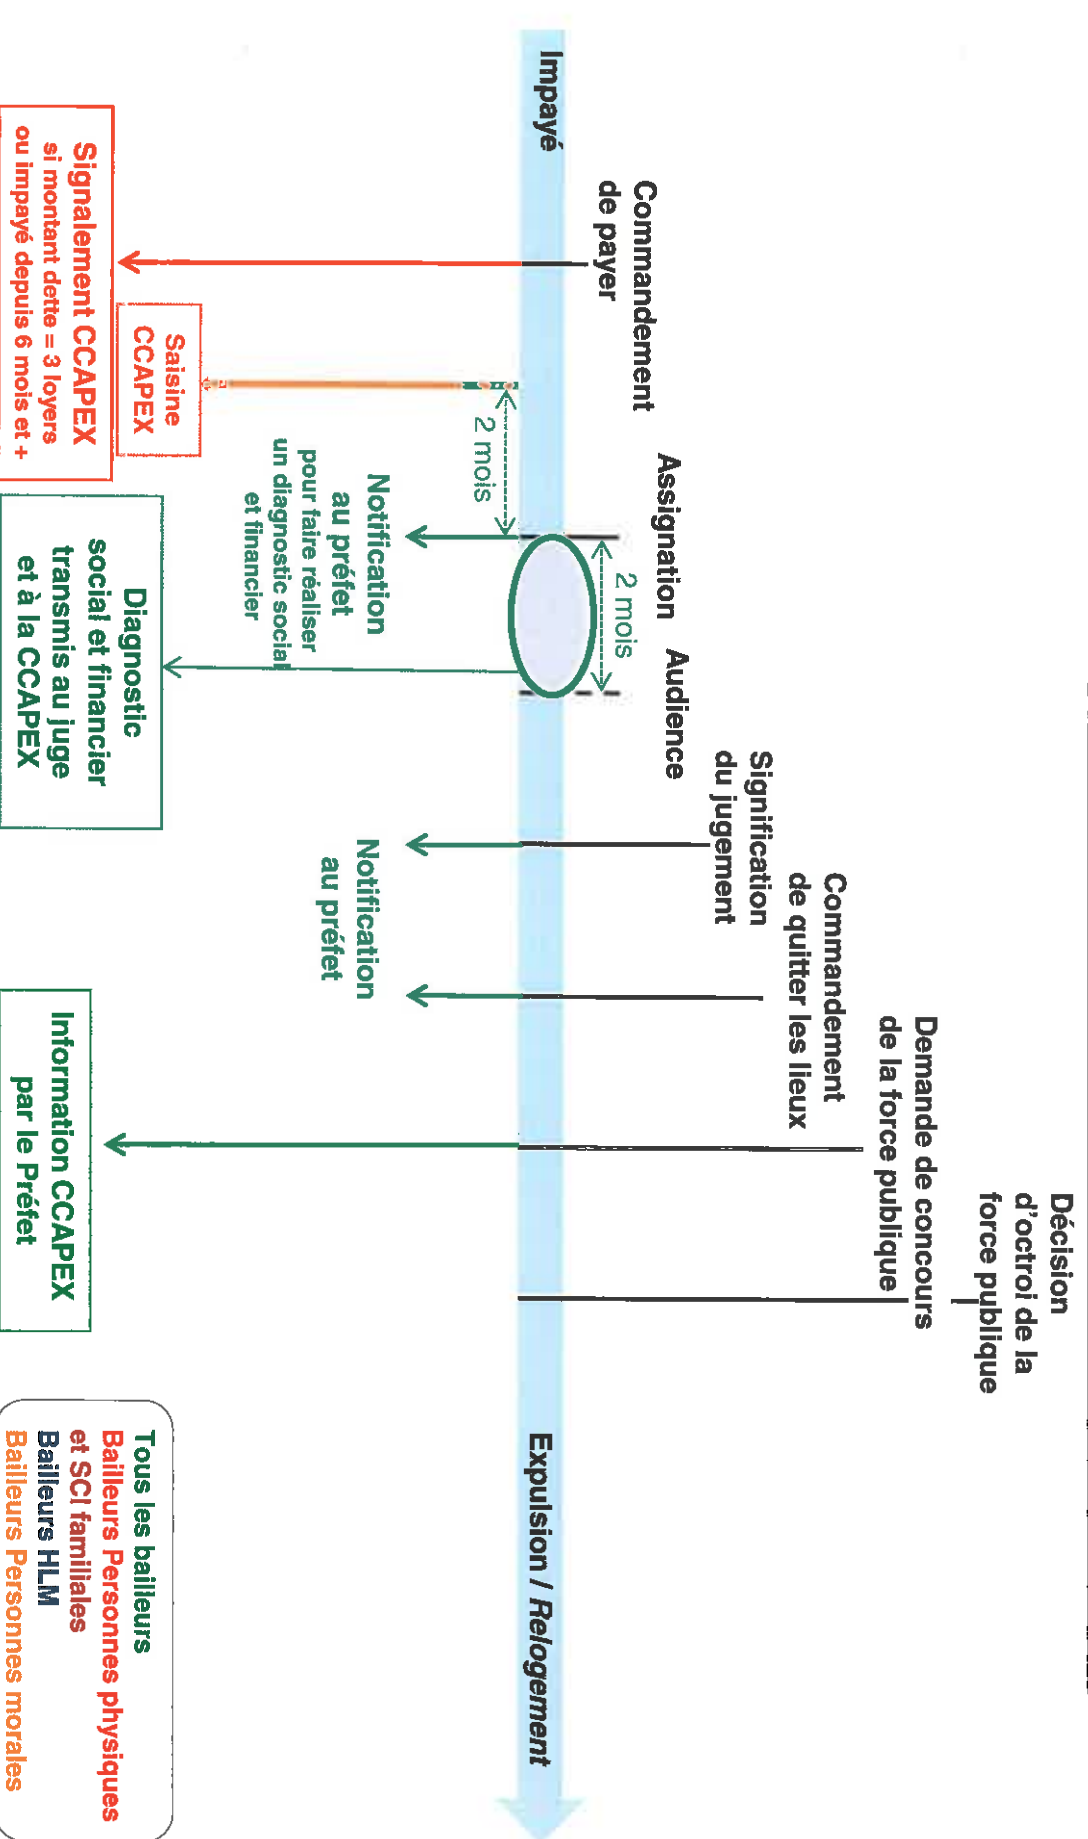 Impayé
Commandement
de payer
Assignation
Audience
Signification
du jugement
Commandement
de quitter les lieux
Demande de concours
de la force publique
Décision
d'octroi de la
force publique
Expulsion / Relogement
2 mois
2 mois
Signalement CCAPEX
si montant dette = 3 loyers
ou impayé depuis 6 mois et +
Saisine
CCAPEX
Notification
au préfet
pour faire réaliser
un diagnostic social
et financier
Diagnostic
social et financier
transmis au juge
et à la CCAPEX
Notification
au préfet
Information CCAPEX
par le Préfet
Tous les bailleurs
Bailleurs Personnes physiques
et SCI familiales
Bailleurs HLM
Bailleurs Personnes morales